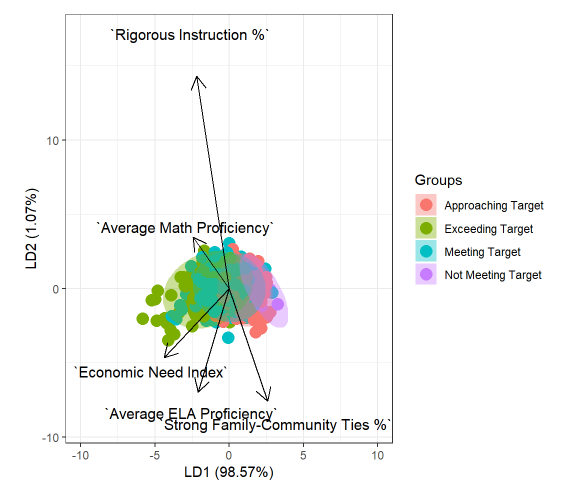 `Rigorous Instruction %`
10
`Average Math Proficiency`
0
`Economic Need Index`
`Average ELA Proficiency`
`Strong Family-Community Ties %`
-10
-10
-5
0
5
10
LD1 (98.57%)
LD2 (1.07%)
Groups
Approaching Target
Exceeding Target
Meeting Target
Not Meeting Target